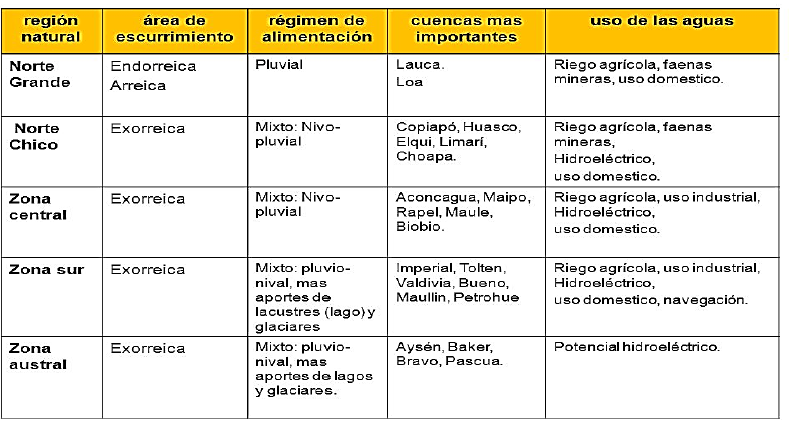 región natural
área de escurrimiento
régimen de alimentación
cuencas mas importantes
uso de las aguas
Norte Grande
Endorreica
Arreica
Pluvial
Lauca.
Loa
Riego agrícola, faenas
mineras, uso domestico.
Norte
Chico
Exorreica
Mixto: Nivo-
pluvial
Copiapó, Huasco,
Elqui, Limarí,
Choapa.
Riego agrícola, faenas
mineras,
Hidroeléctrico,
uso domestico.
Zona
central
Exorreica
Mixto: Nivo-
pluvial
Aconcagua, Maipo,
Rapel, Maule,
Biobio.
Riego agrícola, uso industrial,
Hidroeléctrico,
uso domestico.
Zona sur
Exorreica
Mixto: pluvio-
nival, mas
aportes de
lacustres (lago) y
glaciares
Imperial, Tolten,
Valdivia, Bueno,
Maullin, Petrohue
Riego agrícola, uso industrial,
Hidroeléctrico,
uso domestico, navegación.
Zona
austral
Exorreica
Mixto: pluvio-
nival, mas
aportes de lagos
y glaciares.
Aysén, Baker,
Bravo, Pascua.
Potencial hidroeléctrico.